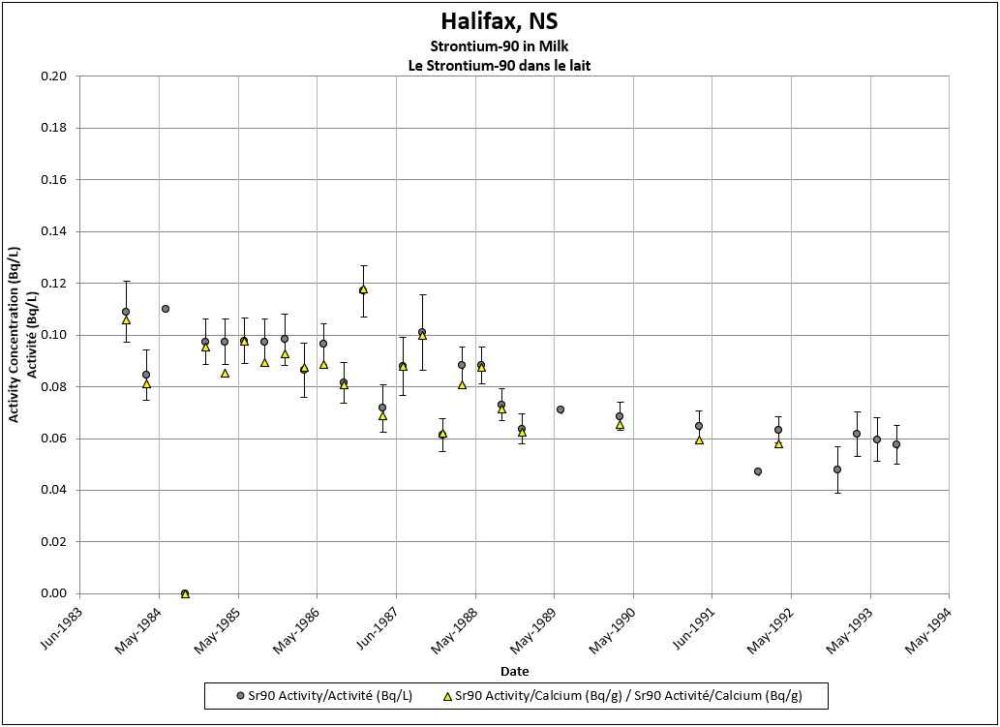 Halifax, NS
Strontium-90 in Milk
Le Strontium-90 dans le lait
Activity Concentration (Bq/L)
Activité (Bq/L)
0.20
0.18
0.16
0.14
0.12
0.10
0.08
0.06
0.04
0.02
0.00
Jun-1983
May-1984
May-1985
May-1986
Jun-1987
May-1988
May-1989
May-1990
Jun-1991
May-1992
May-1993
May-1994
Date
Sr90 Activity/Activité (Bq/L)
Sr90 Activity/Calcium (Bq/g) / Sr90 Activité/Calcium (Bq/g)